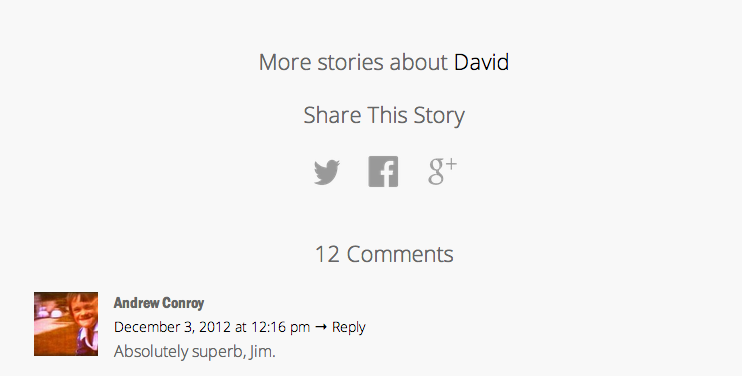 More stories about David
Share This Story
g+
12 Comments
Andrew Conroy
December 3, 2012 at 12:16 pm → Reply
Absolutely superb, Jim.